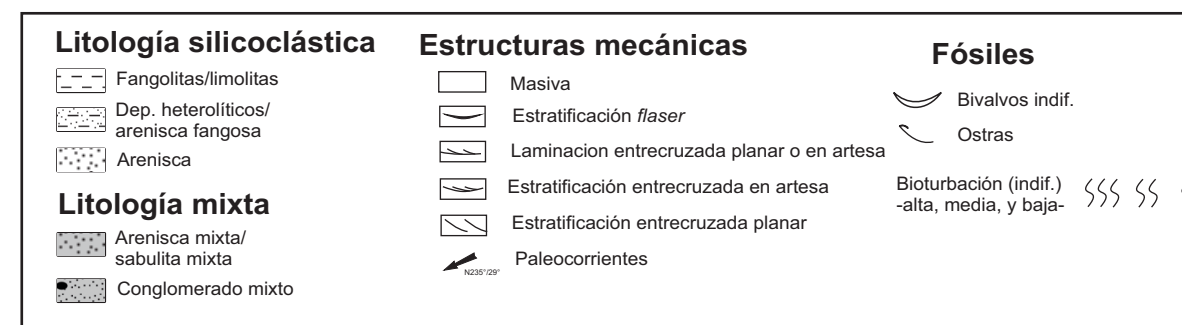 Litología silicoclástica
Fangolitas/limolitas
Dep. heterolíticos/
arenisca fangosa
Arenisca
Litología mixta
Arenisca mixta/
sabulita mixta
Conglomerado mixto
Estructuras mecánicas
Masiva
Estratificación flaser
Laminacion entrecruzada planar o en artesa
Estratificación entrecruzada en artesa
Estratificación entrecruzada planar
Paleocorrientes
N235°/29°
Fósiles
Bivalvos indif.
Ostras
Bioturbación (indif.)
-alta, media, y baja-